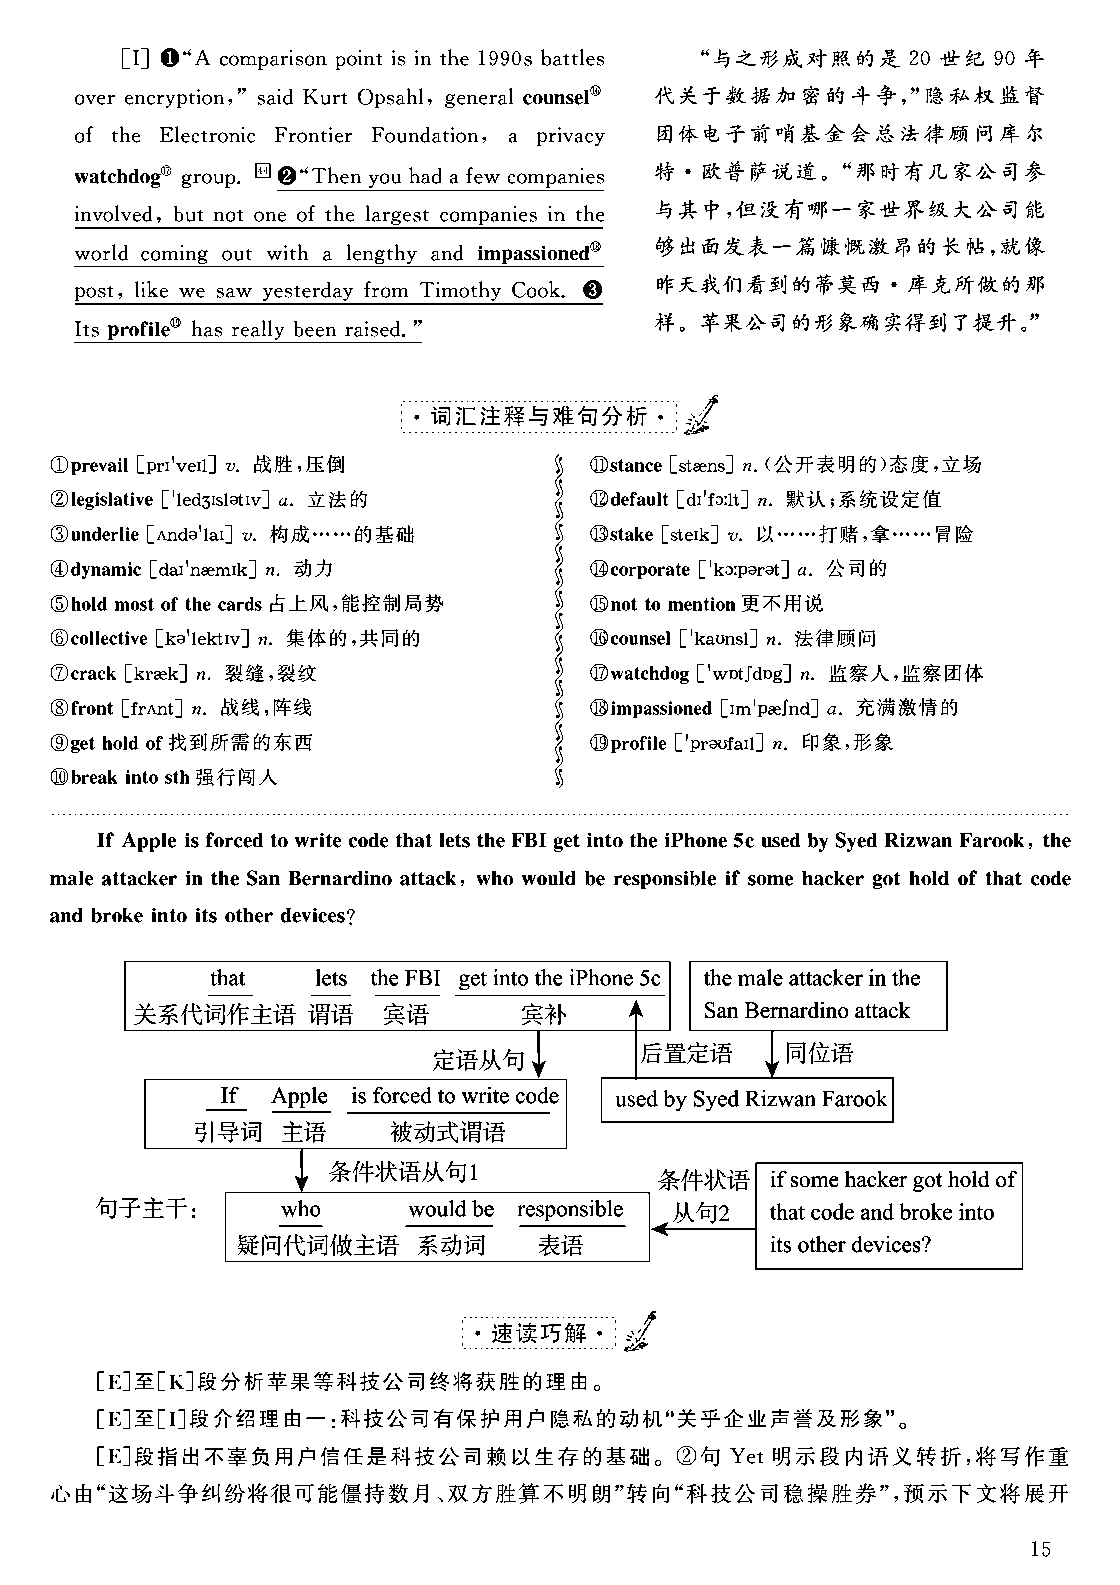 [I] ❶“A comparison point is in the 1990s battles
over encryption,” said Kurt Opsahl, general counsel⑯
of the Electronic Frontier Foundation, a privacy
watchdog⑰ group. 44 ❷“Then you had a few companies
involved, but not one of the largest companies in the
world coming out with a lengthy and impassioned⑱
post, like we saw yesterday from Timothy Cook. ❸
Its profile⑲ has really been raised.”
“与之形成对照的是 20 世纪 90 年
代关于数据加密的斗争,”隐私权监督
团体电子前哨基金会总法律顾问库尔
特·欧普萨说道。“那时有几家公司参
与其中,但没有哪一家世界级大公司能
够出面发表一篇慷慨激昂的长帖,就像
昨天我们看到的蒂莫西·库克所做的那
样。苹果公司的形象确实得到了提升。”
·词汇注释与难句分析·
①prevail [prɪˈveɪl] v. 战胜,压倒
②legislative [ˈledʒɪslətɪv] a. 立法的
③underlie [ʌndəˈlaɪ] v. 构成……的基础
④dynamic [daɪˈnæmɪk] n. 动力
⑤hold most of the cards 占上风,能控制局势
⑥collective [kəˈlektɪv] n. 集体的,共同的
⑦crack [kræk] n. 裂缝,裂纹
⑧front [frʌnt] n. 战线,阵线
⑨get hold of 找到所需的东西
⑩break into sth 强行闯人
⑪stance [stæns] n. (公开表明的)态度,立场
⑫default [dɪˈfɔːlt] n. 默认;系统设定值
⑬stake [steɪk] v. 以……打赌,拿……冒险
⑭corporate [ˈkɔːpərət] a. 公司的
⑮not to mention 更不用说
⑯counsel [ˈkaʊnsl] n. 法律顾问
⑰watchdog [ˈwɒtʃdɒg] n. 监察人,监察团体
⑱impassioned [ɪmˈpæʃnd] a. 充满激情的
⑲profile [ˈprəʊfaɪl] n. 印象,形象
If Apple is forced to write code that lets the FBI get into the iPhone 5c used by Syed Rizwan Farook, the
male attacker in the San Bernardino attack, who would be responsible if some hacker got hold of that code
and broke into its other devices?
that lets the FBI get into the iPhone 5c
关系代词作主语 谓语 宾语 宾补
the male attacker in the
San Bernardino attack
定语从句
后置定语
同位语
If Apple is forced to write code
引导词 主语 被动式谓语
used by Syed Rizwan Farook
条件状语从句1
句子主干:
who would be responsible
疑问代词做主语 系动词 表语
条件状语
从句2
if some hacker got hold of
that code and broke into
its other devices?
·速读巧解·
[E]至[K]段分析苹果等科技公司终将获胜的理由。
[E]至[I]段介绍理由一:科技公司有保护用户隐私的动机“关乎企业声誉及形象”。
[E]段指出不辜负用户信任是科技公司赖以生存的基础。②句 Yet 明示段内语义转折,将写作重
心由“这场斗争纠纷将很可能僵持数月、双方胜算不明朗”转向“科技公司稳操胜券”,预示下文将展开
15